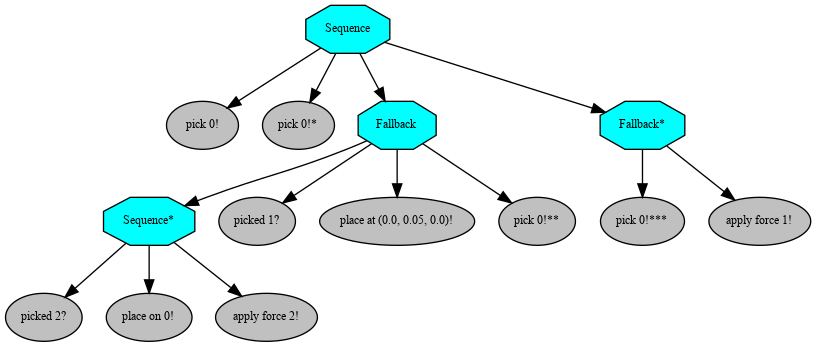 Sequence
pick 0!
pick 0!*
Fallback
Fallback*
Sequence*
picked 1?
place at (0.0, 0.05, 0.0)!
pick 0!**
pick 0!***
apply force 1!
picked 2?
place on 0!
apply force 2!